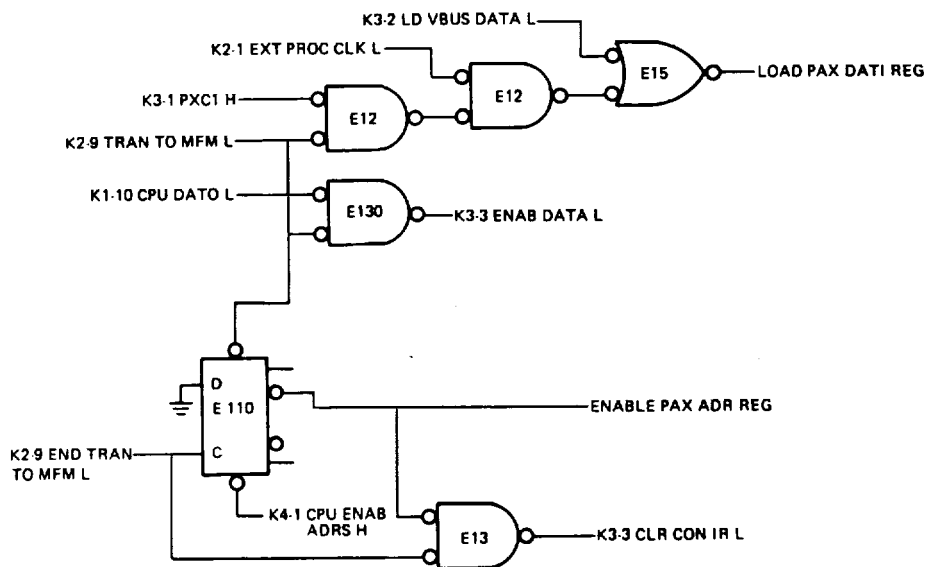 K3-2 LD VBUS DATA L
K2-1 EXT PROC CLK L
E15
LOAD PAX DATI REG
E12
K3-1 PXC1 H
E12
K2-9 TRAN TO MFM L
K1-10 CPU DATO L
E130
K3-3 ENAB DATA L
D
E 110
ENABLE PAX ADR REG
K2-9 END TRAN
TO MFM L
C
K4-1 CPU ENAB
ADRS H
E13
K3-3 CLR CON IR L